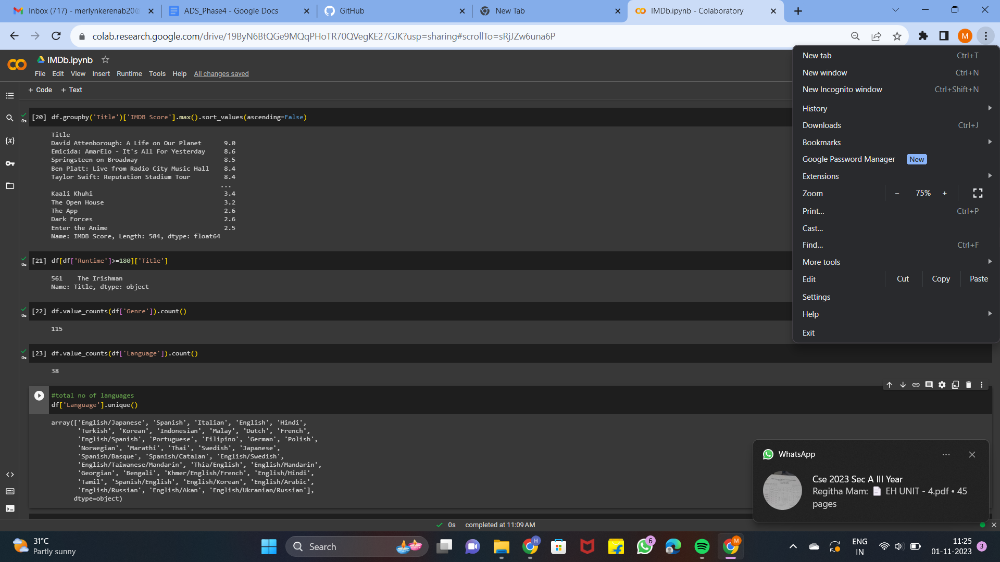 Inbox (717) - merlynkerenab20@
ADS_Phase4 - Google Docs
GitHub
New Tab
IMDb.ipynb - Colaboratory
colab.research.google.com/drive/19ByN6BtQGe9MQqPHoTR70QVegKE27GJK?usp=sharing#scrollTo=sRjJZw6una6P
M
IMDb.ipynb
File Edit View Insert Runtime Tools Help All changes saved
+ Code + Text
[20] df.groupby('Title')['IMDB Score'].max().sort_values(ascending=False)
0s
Title
David Attenborough: A Life on Our Planet 9.0
Emicida: AmarElo - It's All For Yesterday 8.6
Springsteen on Broadway 8.5
Ben Platt: Live from Radio City Music Hall 8.4
Taylor Swift: Reputation Stadium Tour 8.4
...
Kaali Khuhi 3.4
The Open House 3.2
The App 2.6
Dark Forces 2.6
Enter the Anime 2.5
Name: IMDB Score, Length: 584, dtype: float64
[21] df[df['Runtime']>=180]['Title']
0s
561 The Irishman
Name: Title, dtype: object
[22] df.value_counts(df['Genre']).count()
0s
115
[23] df.value_counts(df['Language']).count()
0s
38
#total no of languages
df['Language'].unique()
array(['English/Japanese', 'Spanish', 'Italian', 'English', 'Hindi',
'Turkish', 'Korean', 'Indonesian', 'Malay', 'Dutch', 'French',
'English/Spanish', 'Portuguese', 'Filipino', 'German', 'Polish',
'Norwegian', 'Marathi', 'Thai', 'Swedish', 'Japanese',
'Spanish/Basque', 'Spanish/Catalan', 'English/Swedish',
'English/Taiwanese/Mandarin', 'Thia/English', 'English/Mandarin',
'Georgian', 'Bengali', 'Khmer/English/French', 'English/Hindi',
'Tamil', 'Spanish/English', 'English/Korean', 'English/Arabic',
'English/Russian', 'English/Akan', 'English/Ukranian/Russian'],
dtype=object)
0s completed at 11:09 AM
New tab Ctrl+T
New window Ctrl+N
New Incognito window Ctrl+Shift+N
History
Downloads Ctrl+J
Bookmarks
Google Password Manager New
Extensions
Zoom - 75% +
Print... Ctrl+P
Cast...
Find... Ctrl+F
More tools
Edit Cut Copy Paste
Settings
Help
Exit
WhatsApp
Cse 2023 Sec A III Year
Regitha Mam: EH UNIT - 4.pdf • 45
pages
31°C
Partly sunny
Search
H
6
M
ENG
IN
11:25
01-11-2023
3